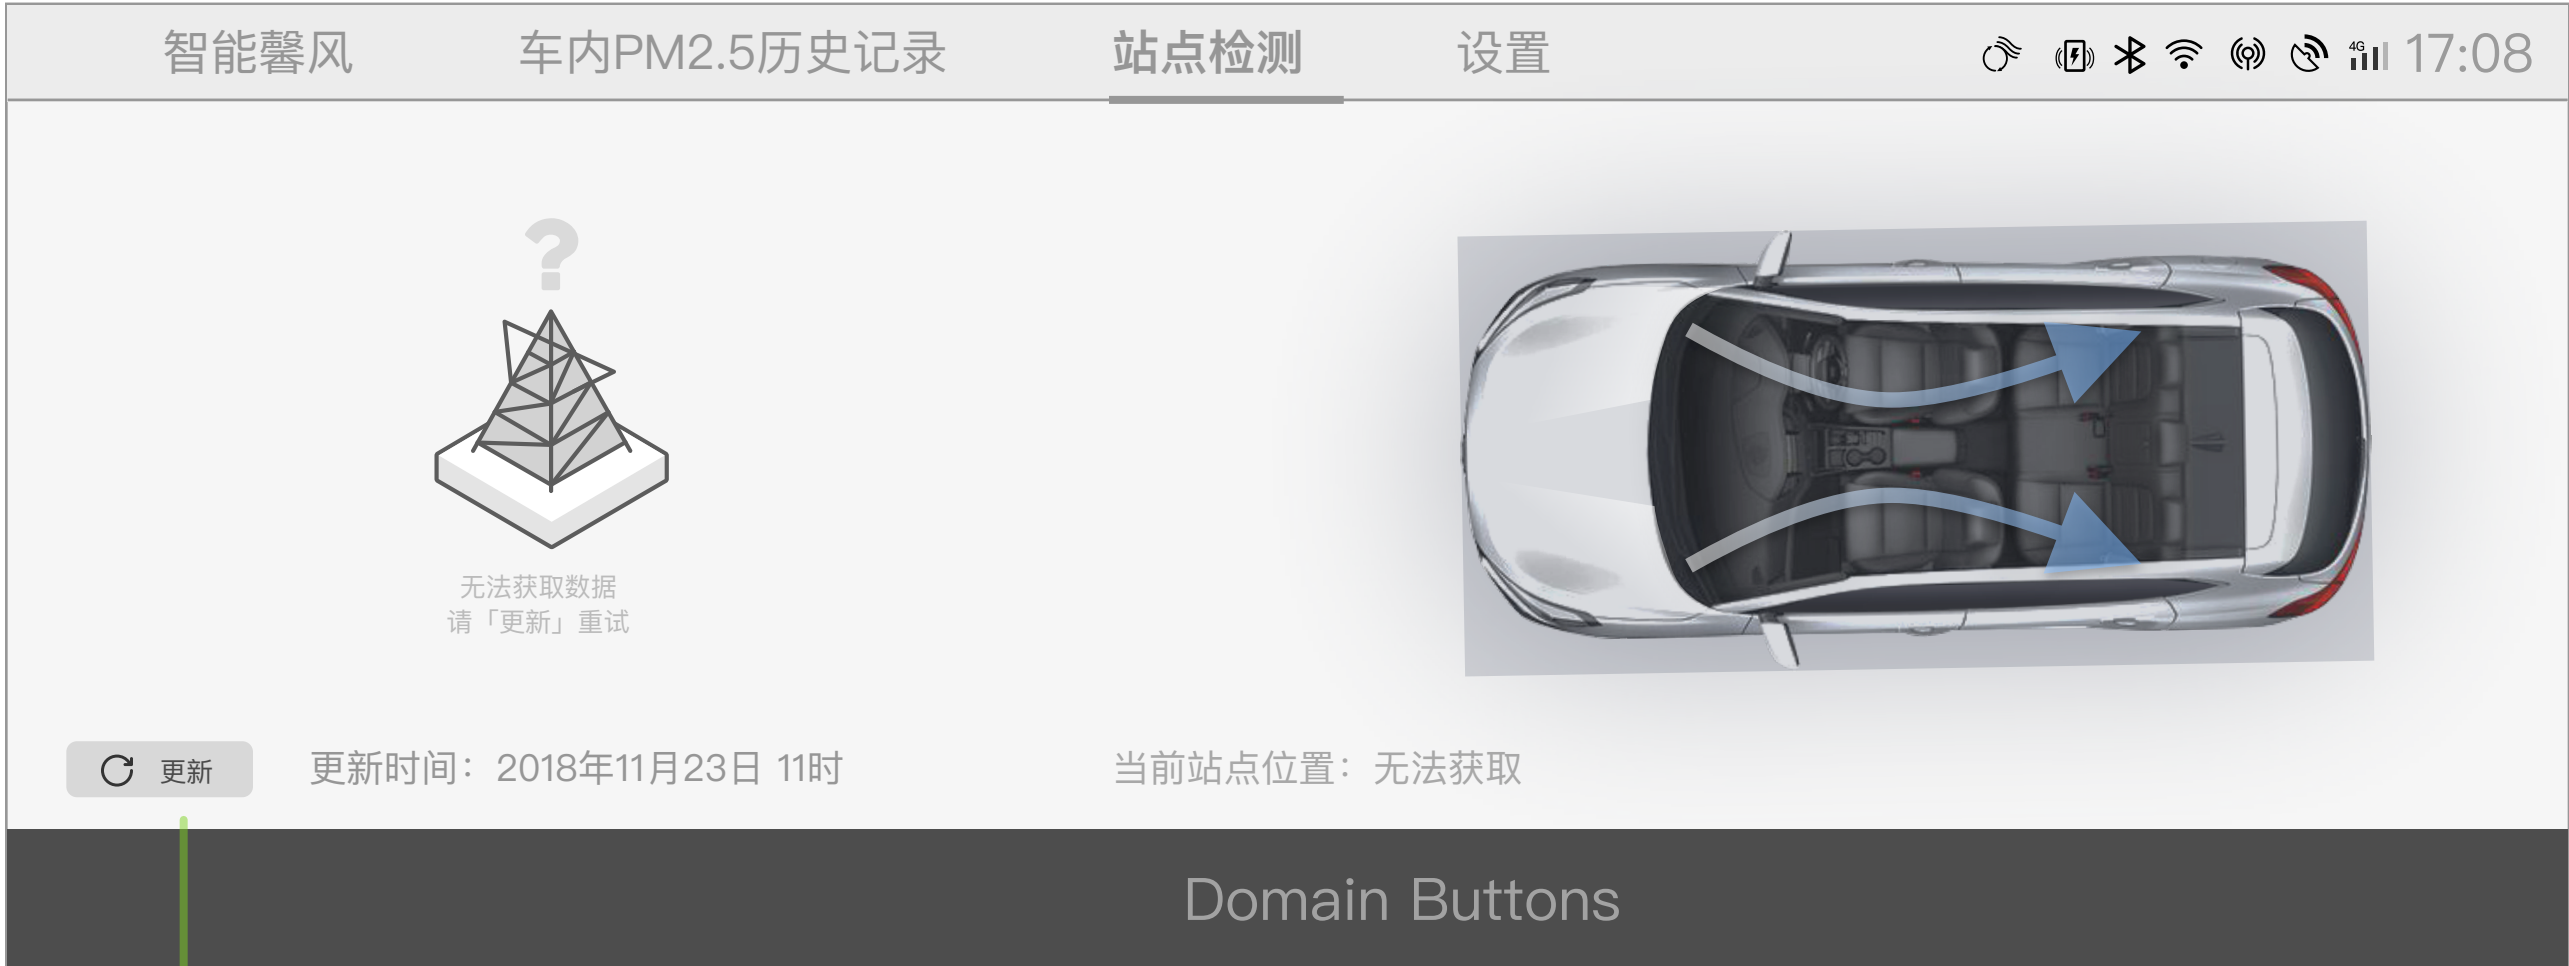 智能馨风
车内PM2.5历史记录
站点检测
设置
4G
17:08
无法获取数据
请「更新」重试
更新
更新时间：2018年11月23日 11时
当前站点位置：无法获取
Domain Buttons